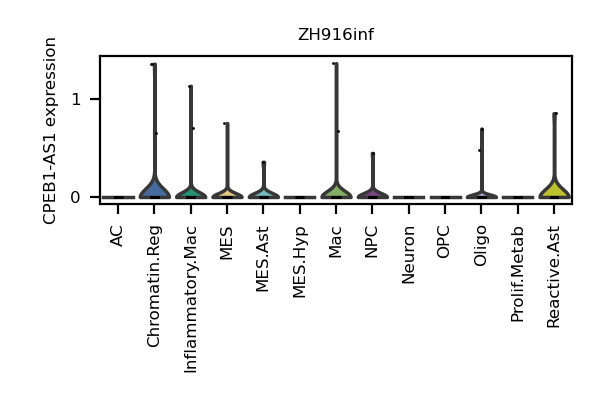 ZH916inf
CPEB1-AS1 expression
1
0
AC
Chromatin.Reg
Inflammatory.Mac
MES
MES.Ast
MES.Hyp
Mac
NPC
Neuron
OPC
Oligo
Prolif.Metab
Reactive.Ast